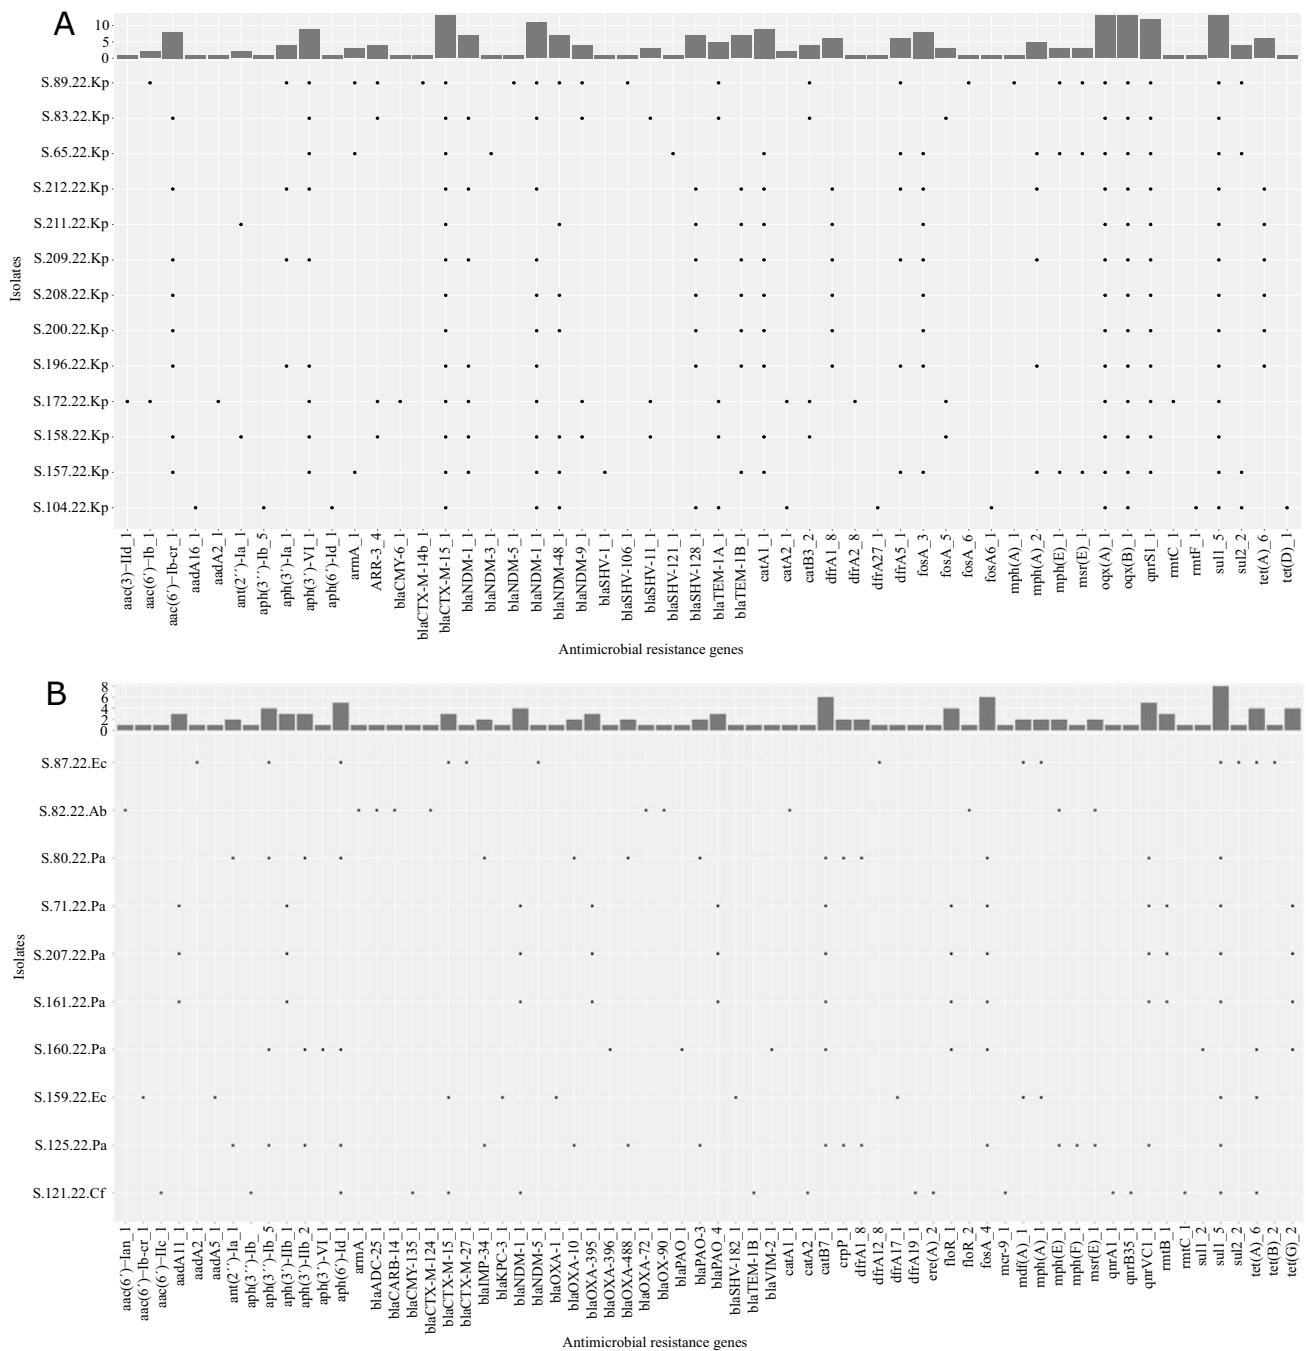 A
10
5
0
S.89.22.Kp
S.83.22.Kp
S.65.22.Kp
S.212.22.Kp
S.211.22.Kp
S.209.22.Kp
S.208.22.Kp
S.200.22.Kp
S.196.22.Kp
S.172.22.Kp
S.158.22.Kp
S.157.22.Kp
S.104.22.Kp
Isolates
aac(3)−IId_1
aac(6´)−Ib_1
aac(6´)−Ib-cr_1
aadA16_1
aadA2_1
ant(2´´)-Ia_1
aph(3´´)-Ib_5
aph(3´)-Ia_1
aph(3´)-VI_1
aph(6´)-Id_1
armA_1
ARR-3_4
blaCMY-6_1
blaCTX-M-14b_1
blaCTX-M-15_1
blaNDM-1_1
blaNDM-3_1
blaNDM-5_1
blaNDM-1_1
blaNDM-48_1
blaNDM-9_1
blaSHV-1_1
blaSHV-106_1
blaSHV-11_1
blaSHV-121_1
blaSHV-128_1
blaTEM-1A_1
blaTEM-1B_1
catA1_1
catA2_1
catB3_2
dfrA1_8
dfrA2_8
dfrA27_1
dfrA5_1
fosA_3
fosA_5
fosA_6
fosA6_1
mph(A)_1
mph(A)_2
mph(E)_1
msr(E)_1
oqx(A)_1
oqx(B)_1
qnrS1_1
rmtC_1
rmtF_1
sul1_5
sul2_2
tet(A)_6
tet(D)_1
Antimicrobial resistance genes
B
8
6
4
2
0
S.87.22.Ec
S.82.22.Ab
S.80.22.Pa
S.71.22.Pa
S.207.22.Pa
S.161.22.Pa
S.160.22.Pa
S.159.22.Ec
S.125.22.Pa
S.121.22.Cf
Isolates
aac(6´)−Ian_1
aac(6´)−Ib-cr_1
aac(6´)−IIc_1
aadA11_1
aadA2_1
aadA5_1
ant(2´´)-Ia_1
aph(3´´)-Ib_
aph(3´´)-Ib_5
aph(3´)-IIb_1
aph(3´)-IIb_2
aph(3´)-VI_1
aph(6´)-Id_1
armA_1
blaADC-25_1
blaCARB-14_1
blaCMY-135_1
blaCTX-M-124_1
blaCTX-M-15_1
blaCTX-M-27_1
blaIMP-34_1
blaKPC-3_1
blaNDM-1_1
blaNDM-5_1
blaOXA-1_1
blaOXA-10_1
blaOXA-395_1
blaOXA-396_1
blaOXA-488_1
blaOXA-72_1
blaOX-90_1
blaPAO_1
blaPAO-3_1
blaPAO_4
blaSHV-182_1
blaTEM-1B_1
blaVIM-2_1
catA1_1
catA2_1
catB7_1
crpP_1
dfrA1_8
dfrA12_8
dfrA17_1
dfrA19_1
ere(A)_2
floR_1
floR_2
fosA_4
mcr-9_1
mdf(A)_1
mph(A)_1
mph(E)_1
mph(F)_1
msr(E)_1
qnrA1_1
qnrB35_1
qnrVC1_1
rmtB_1
rmtC_1
sul1_2
sul1_5
sul2_2
tet(A)_6
tet(B)_2
tet(G)_2
Antimicrobial resistance genes